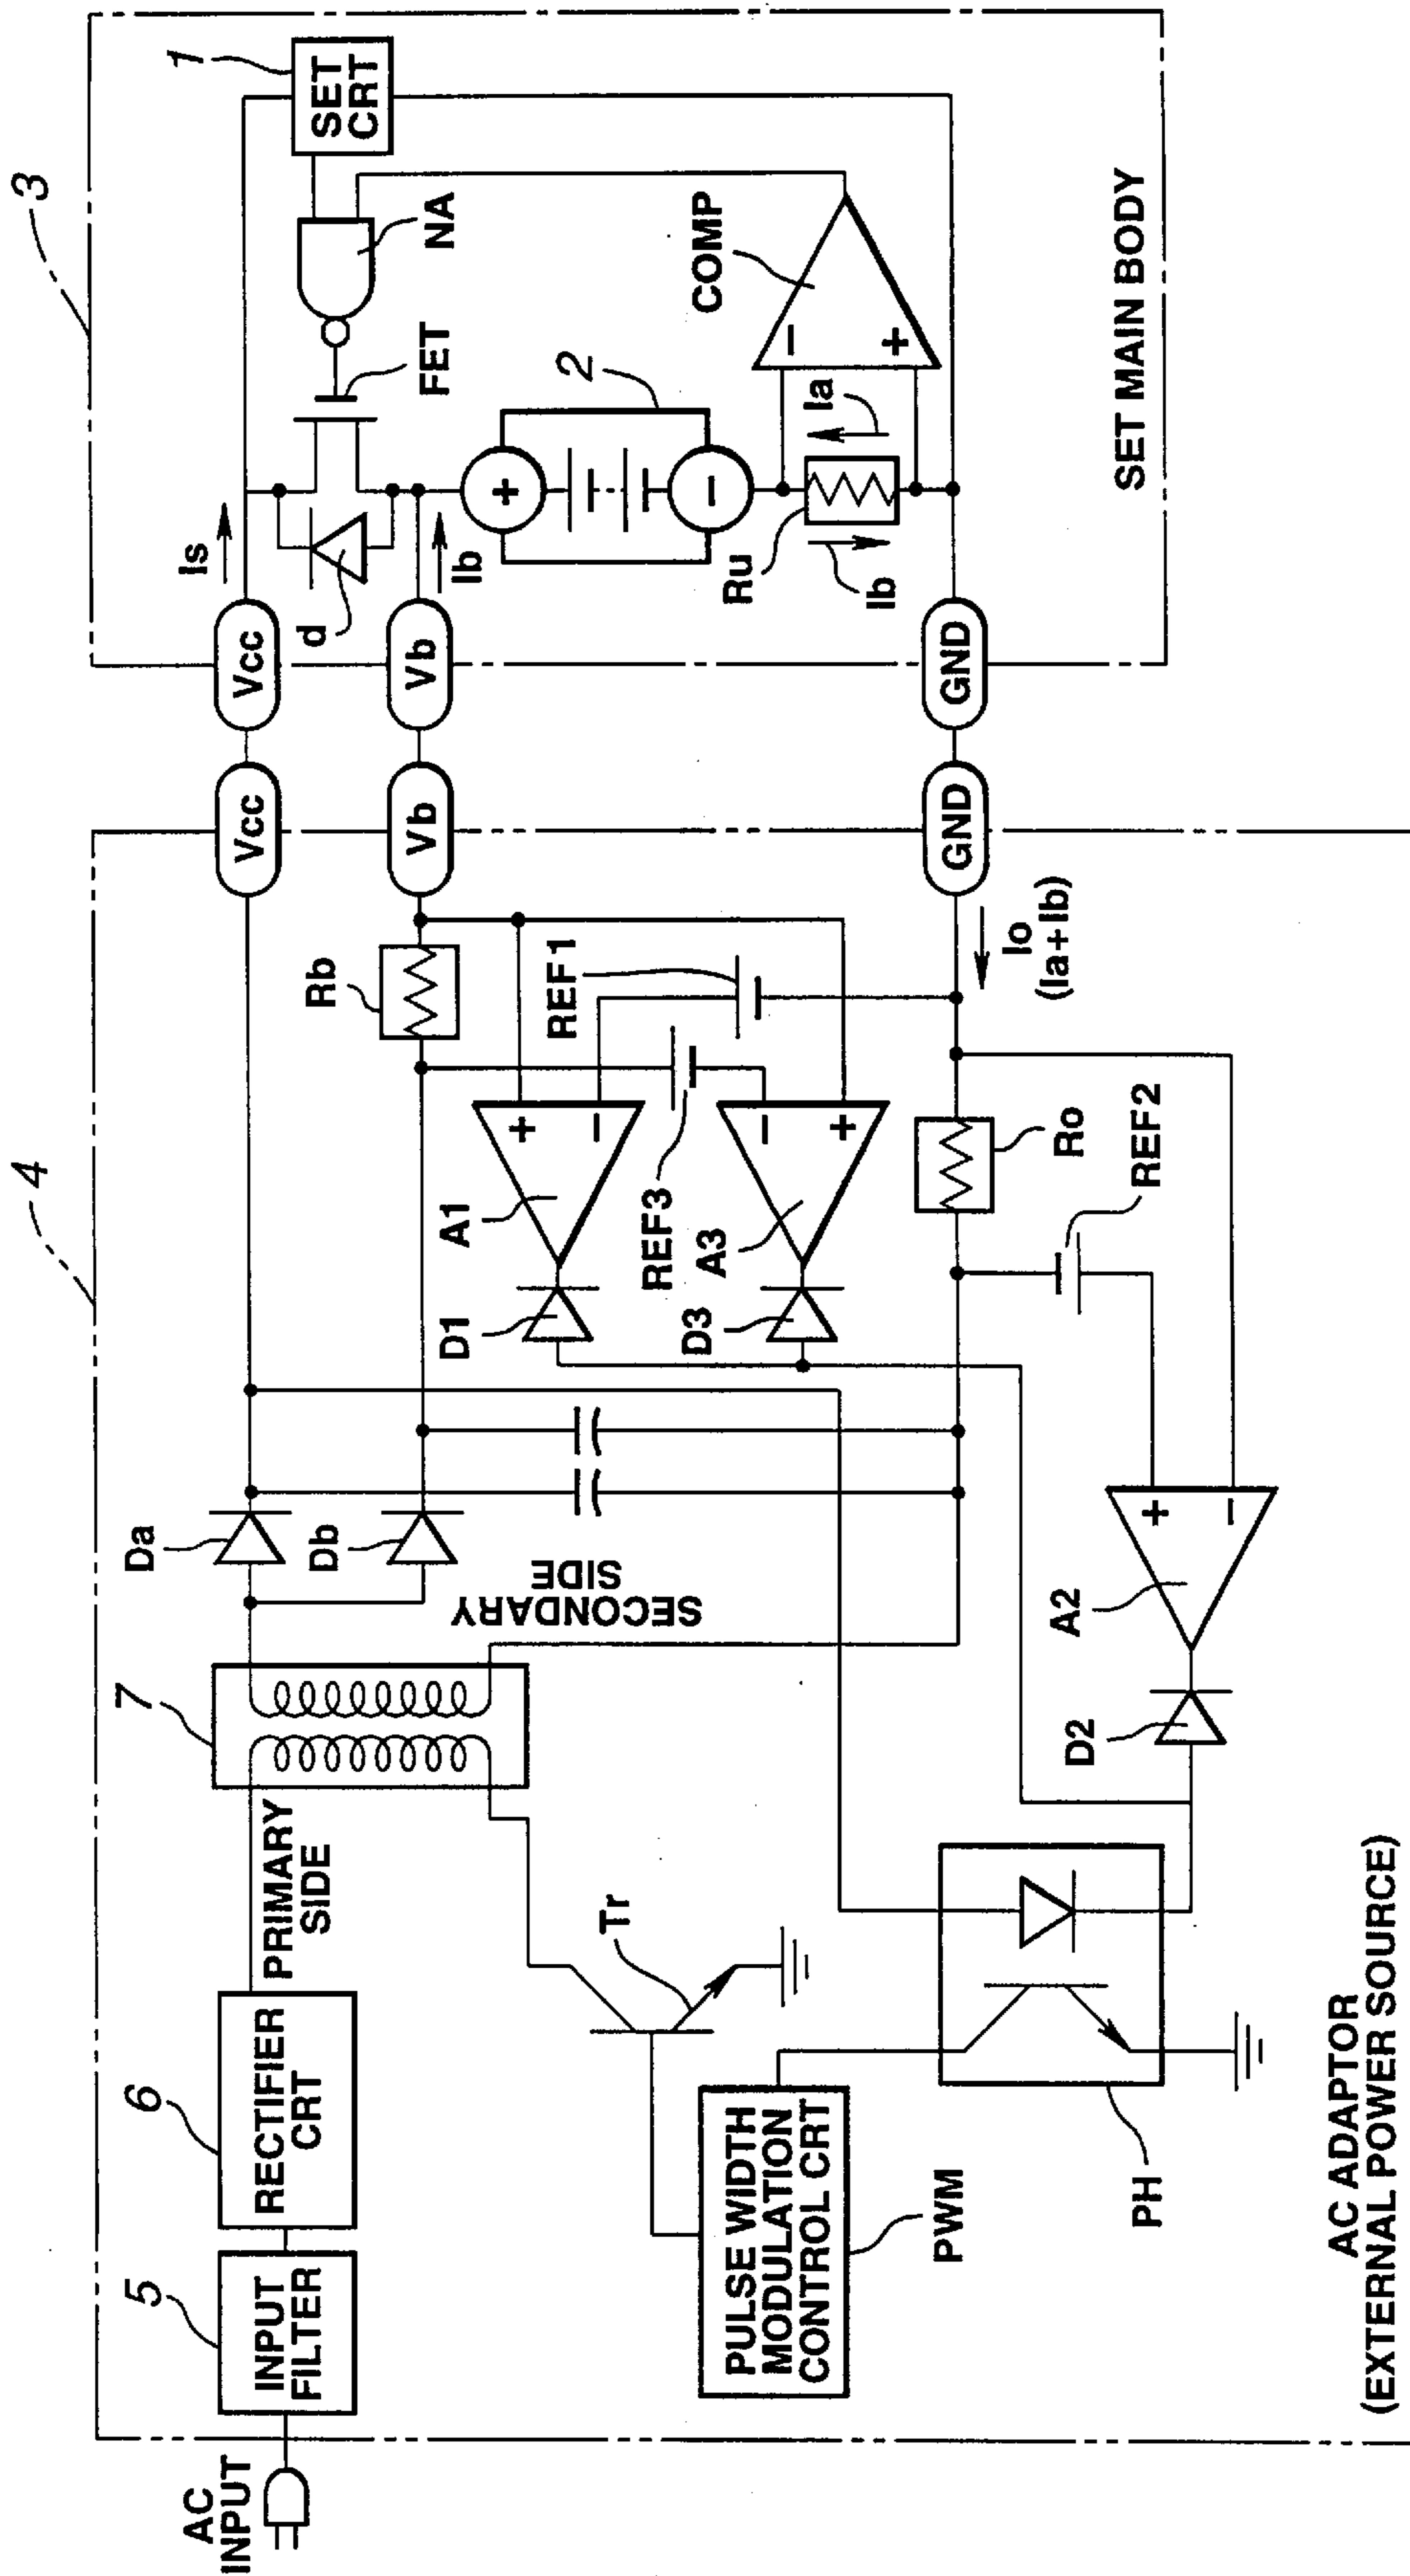 AC
INPUT
5
INPUT
FILTER
6
RECTIFIER
CRT
PRIMARY
SIDE
7
SECONDARY
SIDE
4
Da
Db
Rb
Vcc
Vb
GND
Vcc
Vb
GND
3
Is
d
Ib
FET
NA
1
SET
CRT
2
Ru
Ib
Ia
COMP
+
−
−
+
SET MAIN BODY
D1
A1
+
−
REF1
REF3
D3
A3
−
+
Io
(Ia+Ib)
Ro
REF2
A2
+
−
D2
Tr
PULSE WIDTH
MODULATION
CONTROL CRT
PWM
PH
AC ADAPTOR
(EXTERNAL POWER SOURCE)